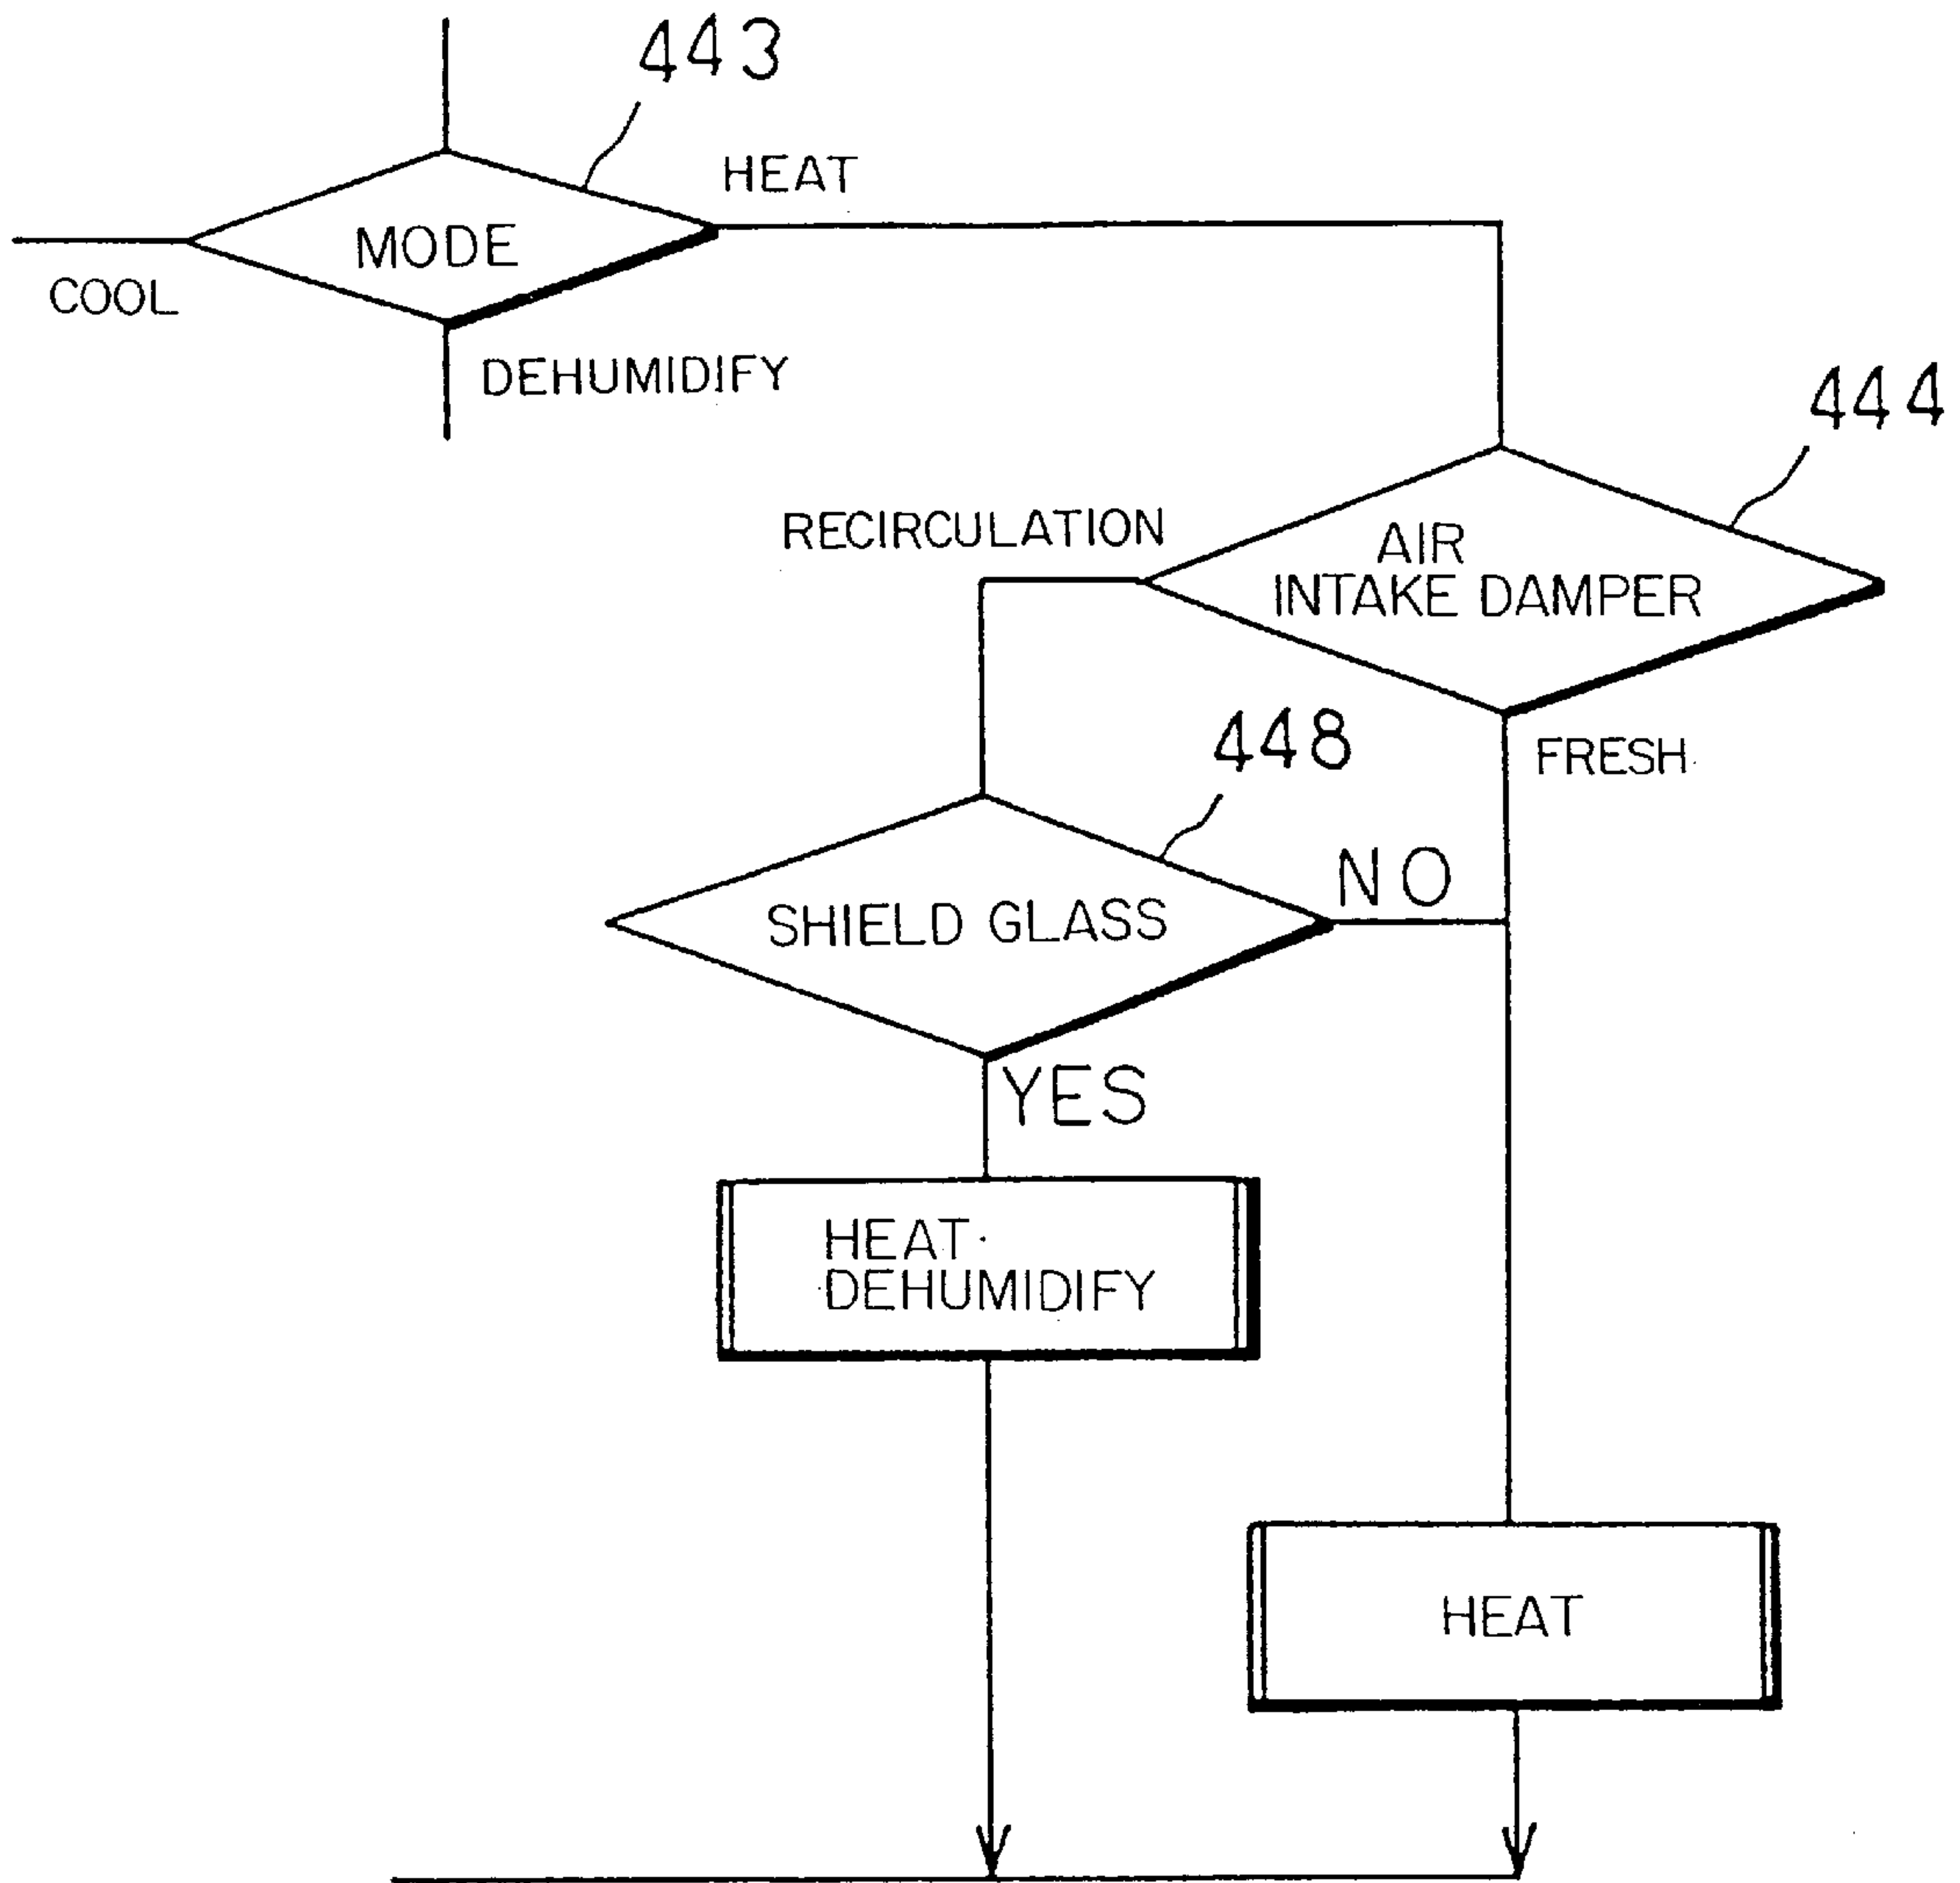 443
HEAT
MODE
COOL
DEHUMIDIFY
444
RECIRCULATION
AIR
INTAKE DAMPER
448
FRESH
NO
SHIELD GLASS
YES
HEAT·
DEHUMIDIFY
HEAT